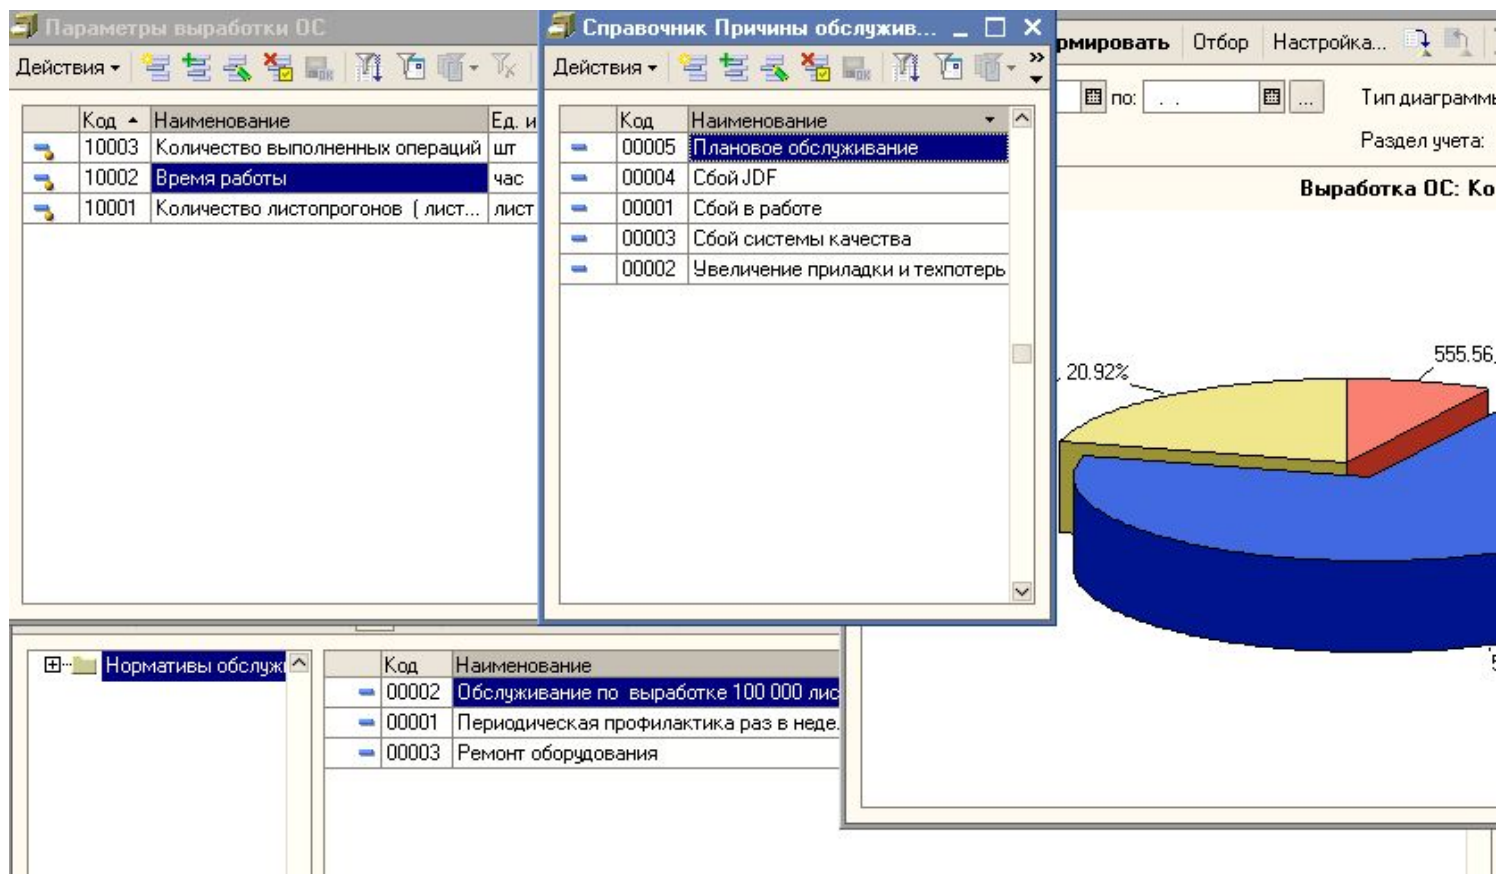 Параметры выработки ОС
Действия
Код Наименование Ед. и
10003 Количество выполненных операций шт
10002 Время работы час
10001 Количество листопрогонов ( лист... лист
Справочник Причины обслужив...
Действия
Код Наименование
00005 Плановое обслуживание
00004 Сбой JDF
00001 Сбой в работе
00003 Сбой системы качества
00002 Увеличение приладки и техпотерь
рмировать Отбор Настройка...
по: . . ... Тип диаграммы
Раздел учета:
Выработка ОС: Ко
, 20.92%
555.56,
Нормативы обслужи
Код Наименование
00002 Обслуживание по выработке 100 000 лис
00001 Периодическая профилактика раз в неде.
00003 Ремонт оборудования